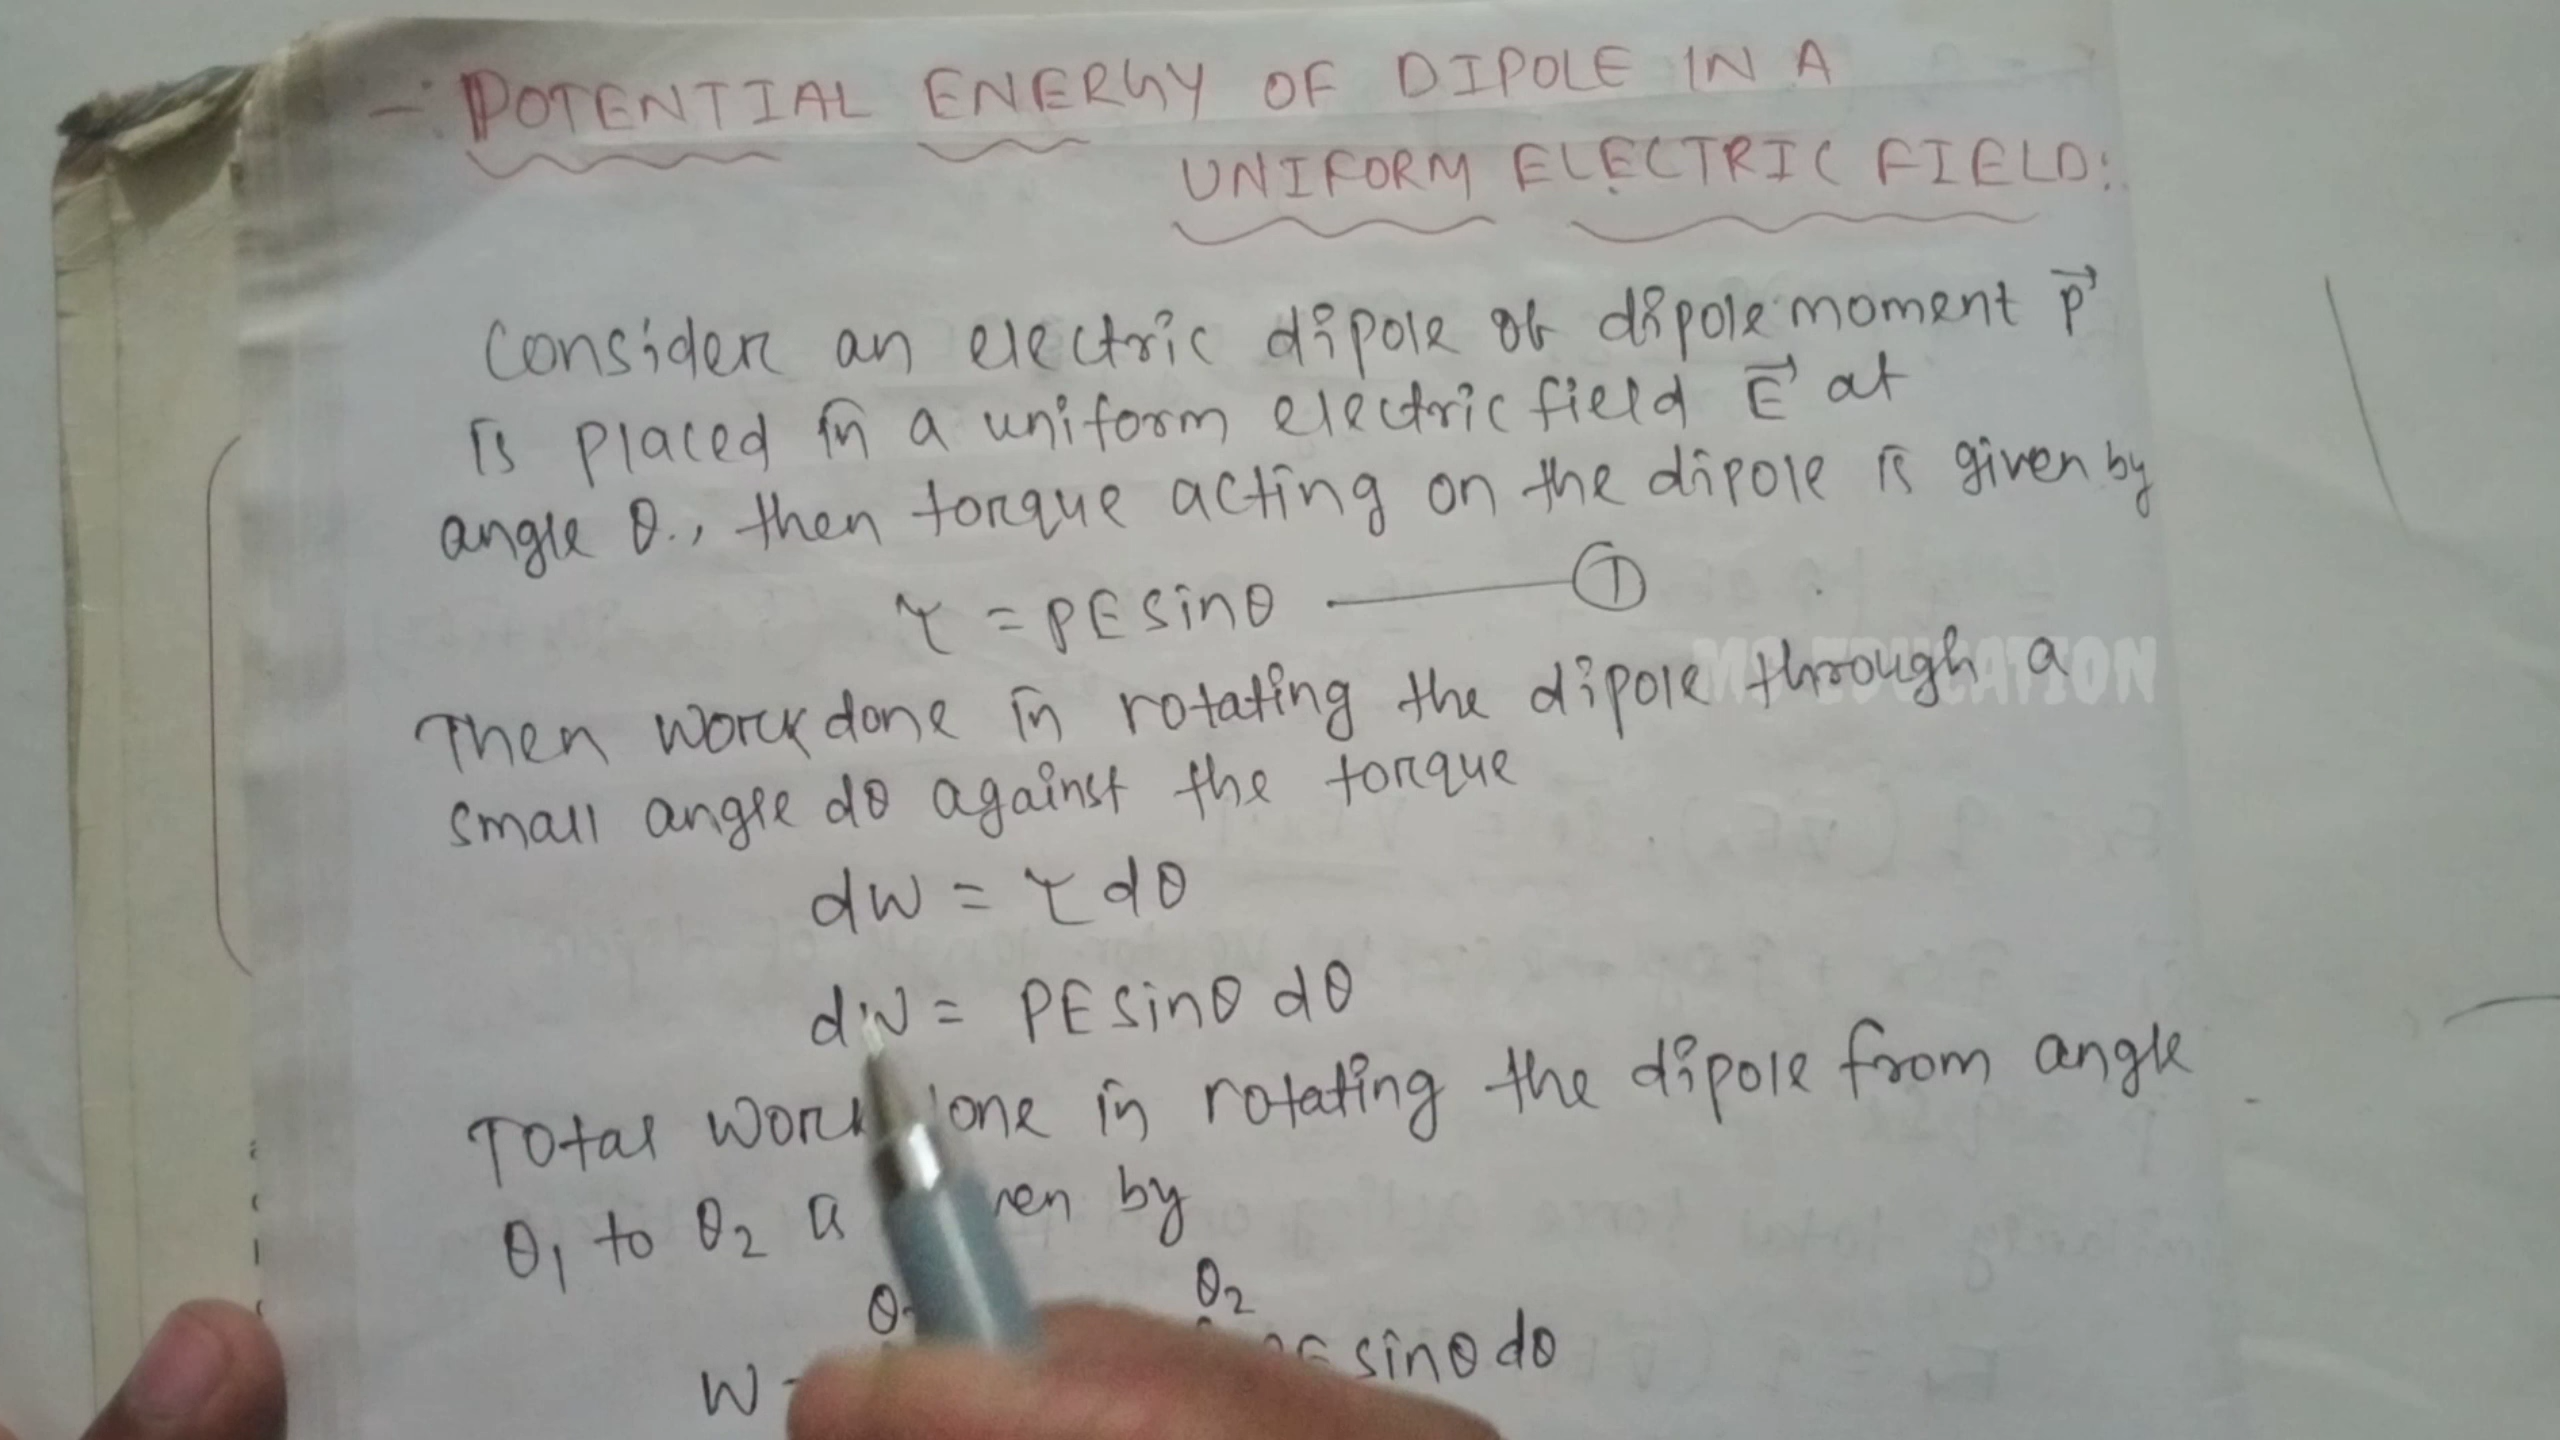 -: POTENTIAL ENERGY OF DIPOLE IN A
UNIFORM ELECTRIC FIELD:
Consider an electric dipole of dipole moment p⃗
is placed in a uniform electric field E⃗ at
angle θ., then torque acting on the dipole is given by
τ = PE sinθ —— ①
Then work done in rotating the dipole through a
small angle dθ against the torque
dW = τ dθ
dW = PE sinθ dθ
Total work one in rotating the dipole from angle
θ₁ to θ₂ by
θ₂
W sinθ dθ
EDUCATION